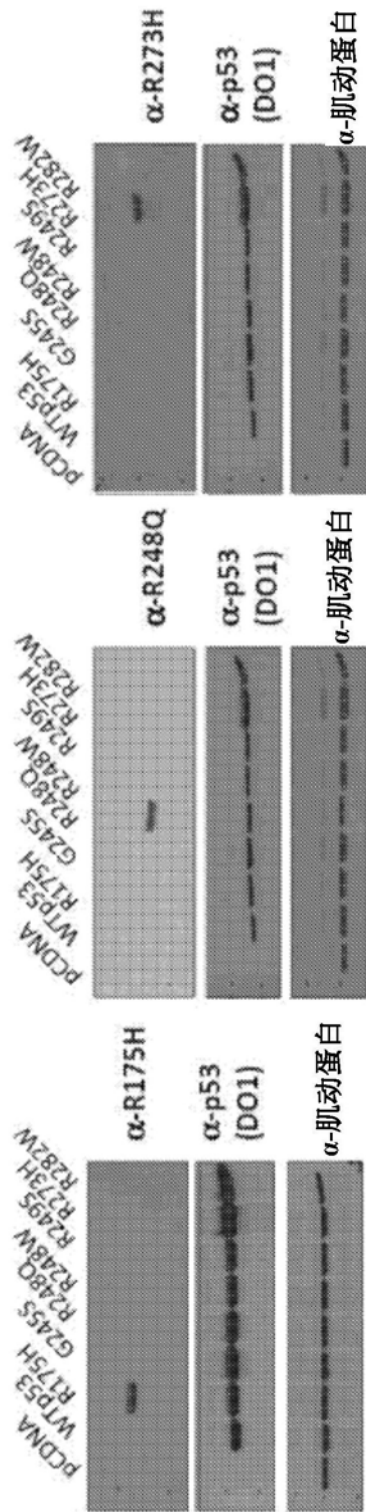 pCDNA
WTp53
R175H
G245S
R248Q
R248W
R249S
R273H
R282W
α-R175H
α-p53
(DO1)
α-肌动蛋白
pCDNA
WTp53
R175H
G245S
R248Q
R248W
R249S
R273H
R282W
α-R248Q
α-p53
(DO1)
α-肌动蛋白
pCDNA
WTp53
R175H
G245S
R248Q
R248W
R249S
R273H
R282W
α-R273H
α-p53
(DO1)
α-肌动蛋白